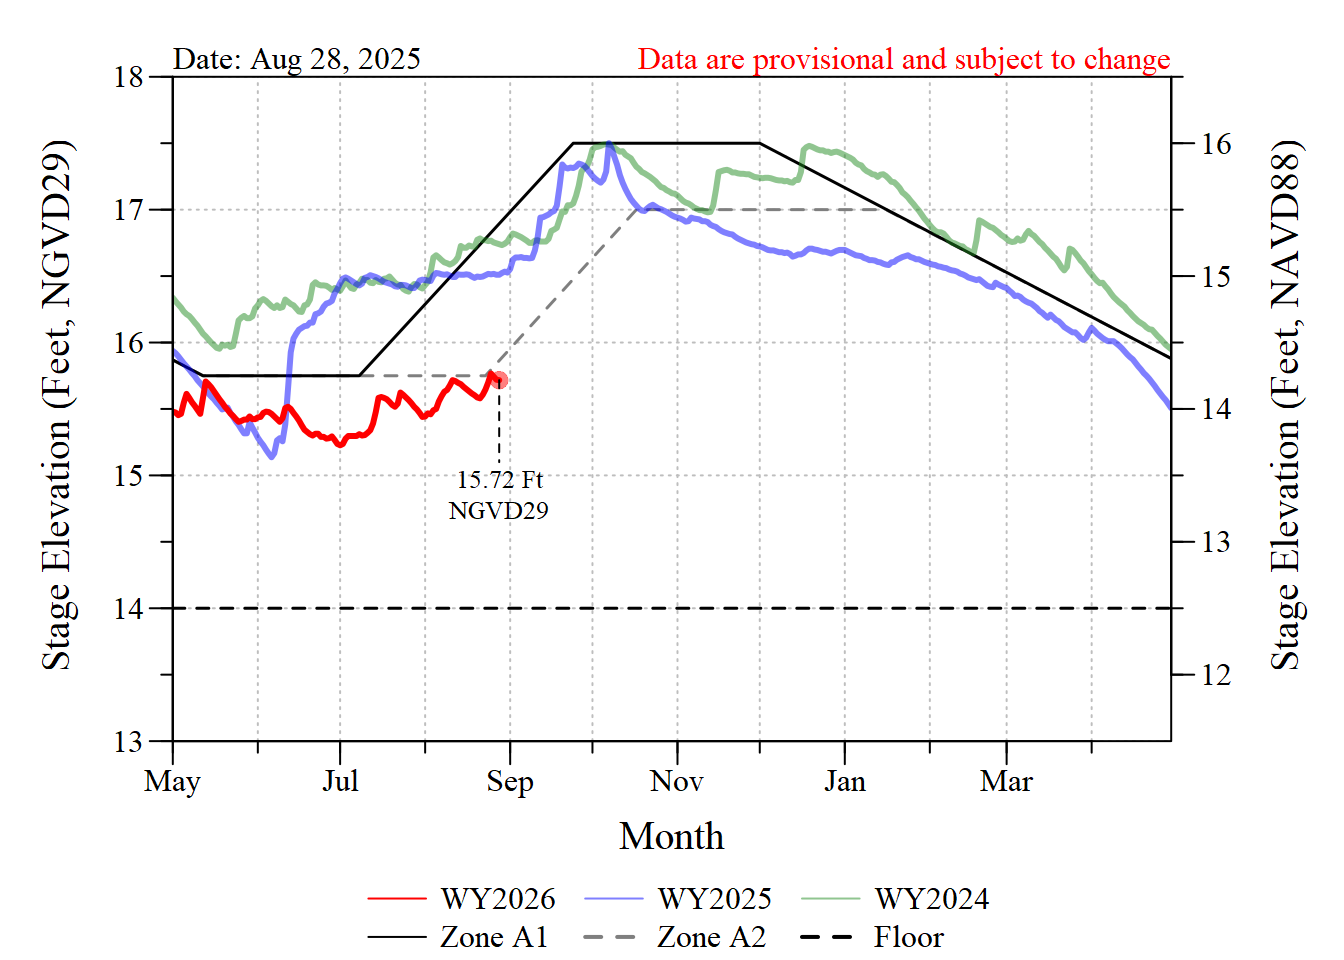 Date: Aug 28, 2025
Data are provisional and subject to change
18
17
16
15
14
13
Stage Elevation (Feet, NGVD29)
16
15
14
13
12
Stage Elevation (Feet, NAVD88)
15.72 Ft
NGVD29
May Jul Sep Nov Jan Mar
Month
WY2026 WY2025 WY2024
Zone A1 Zone A2 Floor